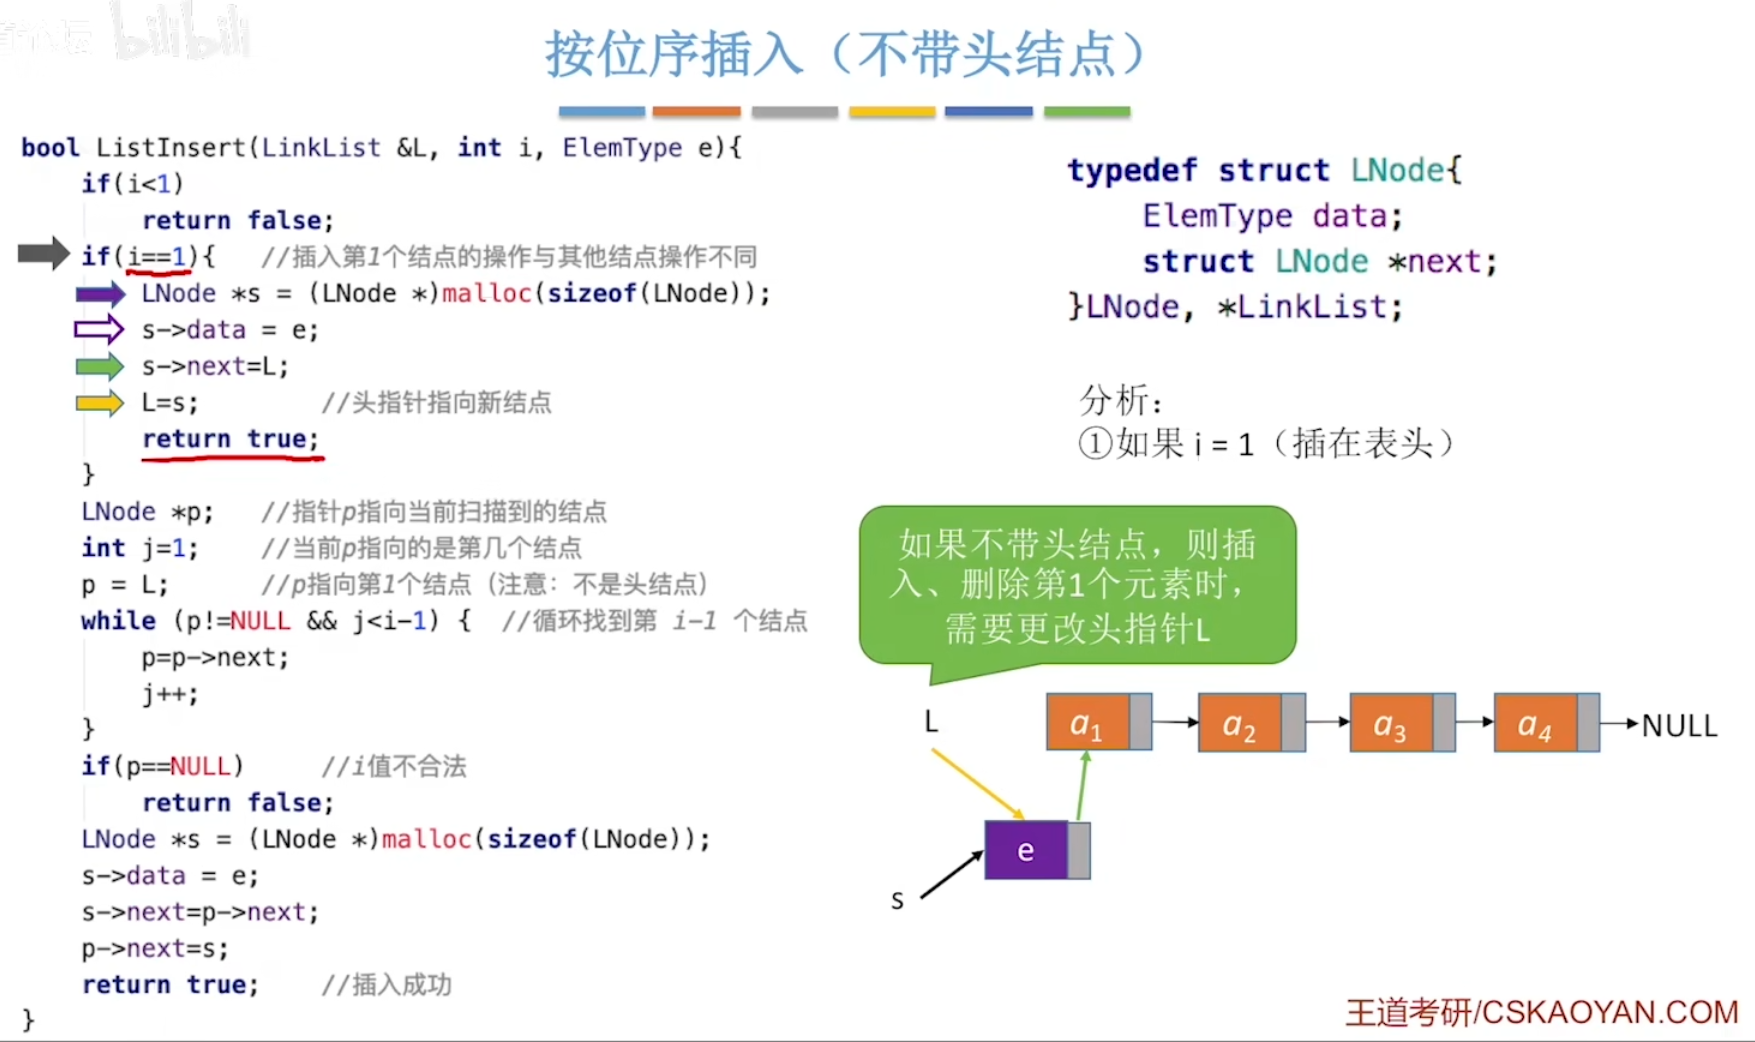 bilibili
按位序插入（不带头结点）
bool ListInsert(LinkList &L, int i, ElemType e){
if(i<1)
return false;
if(i==1){ //插入第1个结点的操作与其他结点操作不同
LNode *s = (LNode *)malloc(sizeof(LNode));
s->data = e;
s->next=L;
L=s; //头指针指向新结点
return true;
}
LNode *p; //指针p指向当前扫描到的结点
int j=1; //当前p指向的是第几个结点
p = L; //p指向第1个结点（注意：不是头结点）
while (p!=NULL && j<i-1) { //循环找到第 i-1 个结点
p=p->next;
j++;
}
if(p==NULL) //i值不合法
return false;
LNode *s = (LNode *)malloc(sizeof(LNode));
s->data = e;
s->next=p->next;
p->next=s;
return true; //插入成功
}
typedef struct LNode{
ElemType data;
struct LNode *next;
}LNode, *LinkList;
分析：
①如果 i = 1（插在表头）
如果不带头结点，则插
入、删除第1个元素时，
需要更改头指针L
L
a1 a2 a3 a4 NULL
e
s
王道考研/CSKAOYAN.COM